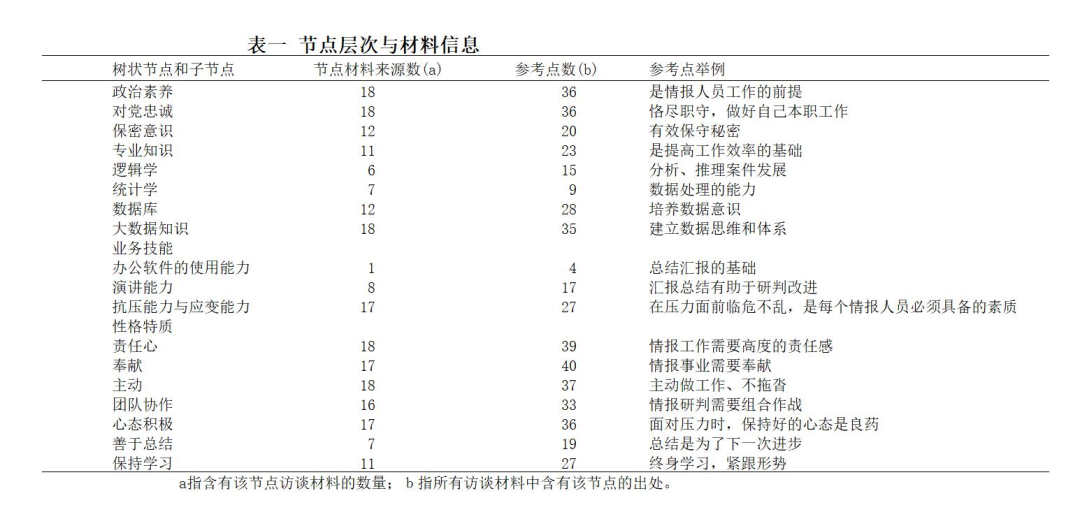 表一 节点层次与材料信息
树状节点和子节点 节点材料来源数(a) 参考点数(b) 参考点举例
政治素养 18 36 是情报人员工作的前提
对党忠诚 18 36 恪尽职守，做好自己本职工作
保密意识 12 20 有效保守秘密
专业知识 11 23 是提高工作效率的基础
逻辑学 6 15 分析、推理案件发展
统计学 7 9 数据处理的能力
数据库 12 28 培养数据意识
大数据知识 18 35 建立数据思维和体系
业务技能
办公软件的使用能力 1 4 总结汇报的基础
演讲能力 8 17 汇报总结有助于研判改进
抗压能力与应变能力 17 27 在压力面前临危不乱，是每个情报人员必须具备的素质
性格特质
责任心 18 39 情报工作需要高度的责任感
奉献 17 40 情报事业需要奉献
主动 18 37 主动做工作、不拖沓
团队协作 16 33 情报研判需要组合作战
心态积极 17 36 面对压力时，保持好的心态是良药
善于总结 7 19 总结是为了下一次进步
保持学习 11 27 终身学习，紧跟形势
a指含有该节点访谈材料的数量； b 指所有访谈材料中含有该节点的出处。